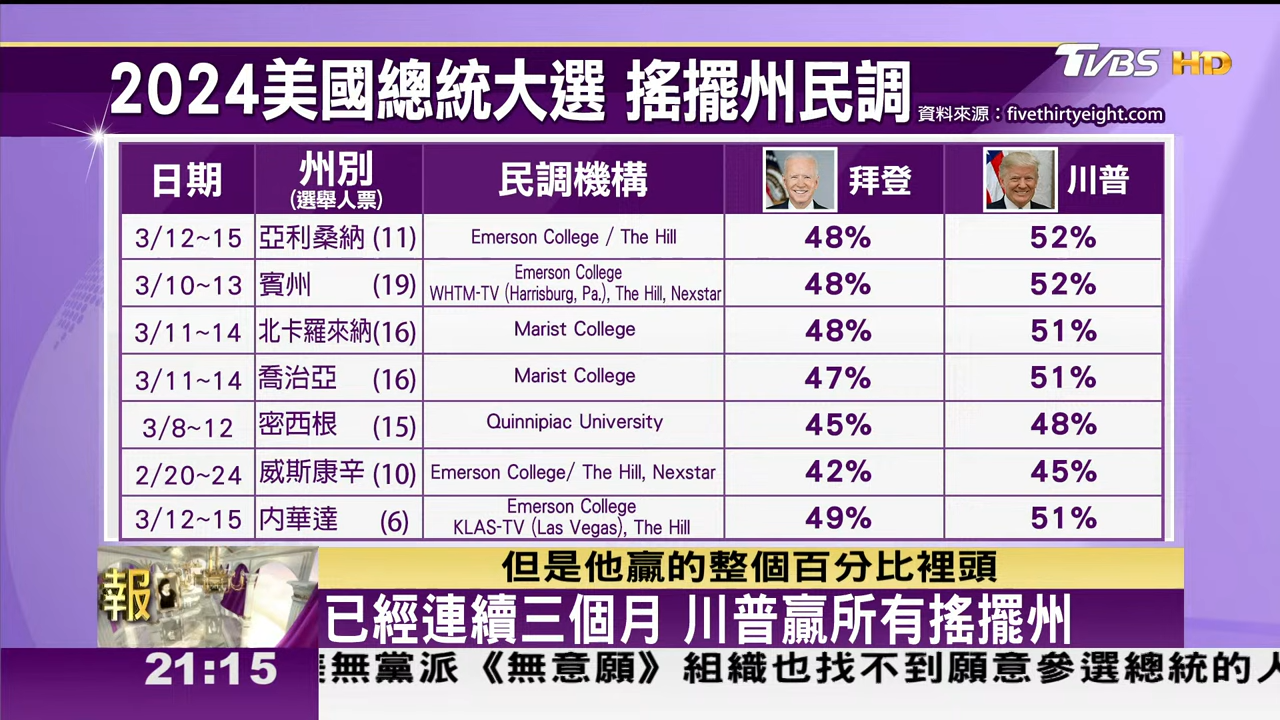 TVBS HD
2024美國總統大選 搖擺州民調 資料來源：fivethirtyeight.com
日期 州別 (選舉人票) 民調機構 拜登 川普
3/12~15 亞利桑納 (11) Emerson College / The Hill 48% 52%
3/10~13 賓州 (19) Emerson College
WHTM-TV (Harrisburg, Pa.), The Hill, Nexstar 48% 52%
3/11~14 北卡羅來納(16) Marist College 48% 51%
3/11~14 喬治亞 (16) Marist College 47% 51%
3/8~12 密西根 (15) Quinnipiac University 45% 48%
2/20~24 威斯康辛 (10) Emerson College/ The Hill, Nexstar 42% 45%
3/12~15 內華達 (6) Emerson College
KLAS-TV (Las Vegas), The Hill 49% 51%
但是他贏的整個百分比裡頭
報
已經連續三個月 川普贏所有搖擺州
21:15 無黨派《無意願》組織也找不到願意參選總統的人